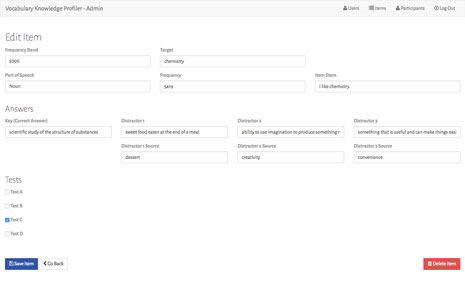 Vocabulary Knowledge Profiler - Admin
Users Items Participants Log Out
Edit Item
Frequency Band Target
5000 chemistry
Part of Speech Frequency Item Stem
Noun 5419 I like chemistry.
Answers
Key (Correct Answer) Distractor 1 Distractor 2 Distractor 3
scientific study of the structure of substances sweet food eaten at the end of a meal ability to use imagination to produce something something that is useful and can make things
Distractor 1 Source Distractor 2 Source Distractor 3 Source
dessert creativity convenience
Tests
Test A
Test B
Test C
Test D
Save Item Go Back Delete Item